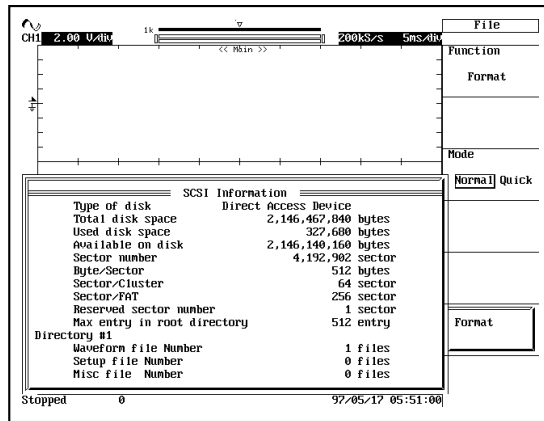 File
CH1 2.00 V/div 1k 200kS/s 5ms/div
<< Main >>
Function
Format
Mode
Normal Quick
SCSI Information
Type of disk Direct Access Device
Total disk space 2,146,467,840 bytes
Used disk space 327,680 bytes
Available on disk 2,146,140,160 bytes
Sector number 4,192,902 sector
Byte/Sector 512 bytes
Sector/Cluster 64 sector
Sector/FAT 256 sector
Reserved sector number 1 sector
Max entry in root directory 512 entry
Directory #1
Waveform file Number 1 files
Setup file Number 0 files
Misc file Number 0 files
Format
Stopped 0 97/05/17 05:51:00